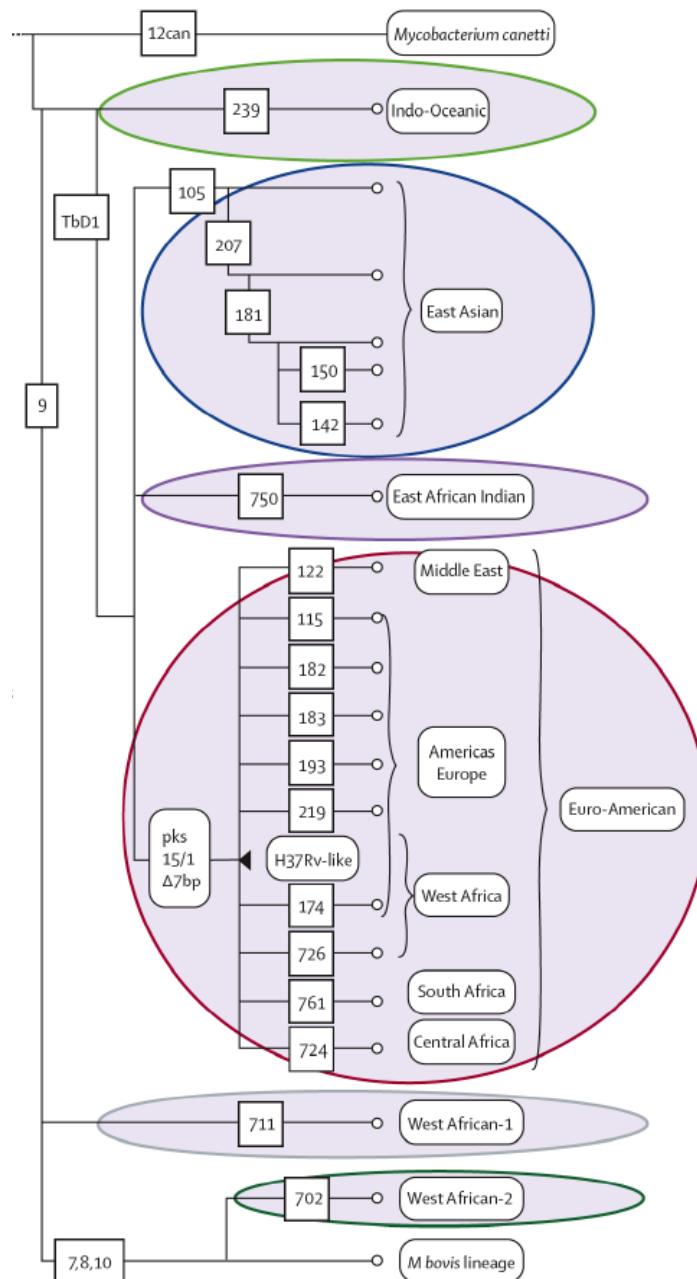 12can
Mycobacterium canetti
239
Indo-Oceanic
TbD1
105
207
181
150
142
East Asian
9
750
East African Indian
122
Middle East
115
182
183
193
219
Americas
Europe
Euro-American
pks
15/1
Δ7bp
H37Rv-like
174
West Africa
726
761
South Africa
724
Central Africa
711
West African-1
702
West African-2
7,8,10
M bovis lineage